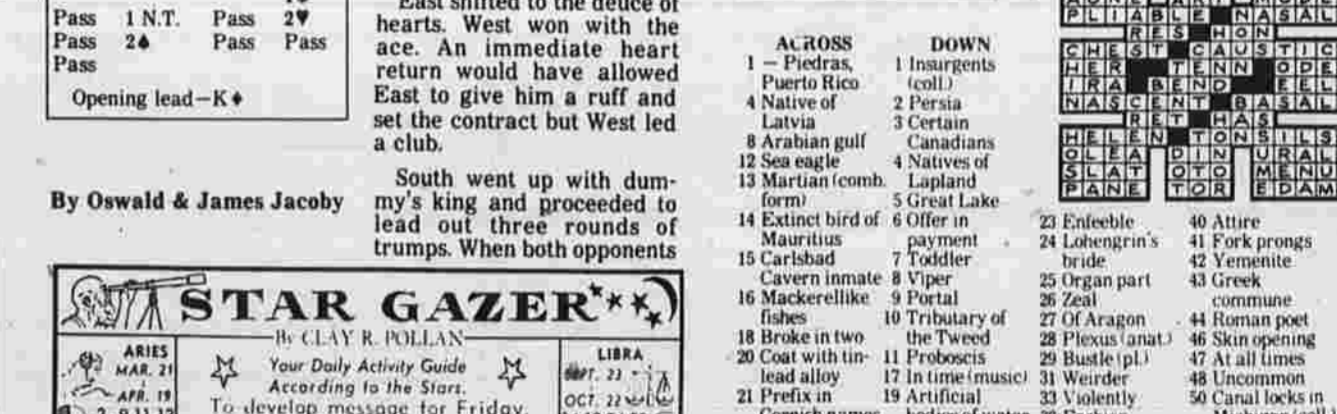 Pass 1 N.T. Pass 2♥
Pass 2♠ Pass Pass
Pass
Opening lead—K♦
By Oswald & James Jacoby
East shifted to the deuce of
hearts. West won with the
ace. An immediate heart
return would have allowed
East to give him a ruff and
set the contract but West led
a club.
South went up with dum-
my's king and proceeded to
lead out three rounds of
trumps. When both opponents
STAR GAZER
By CLAY R. POLLAN
ARIES
MAR. 21
APR. 19
Your Daily Activity Guide
According to the Stars.
To develop message for Friday,
LIBRA
SEPT. 23
OCT. 22
ACROSS
1 — Piedras,
Puerto Rico
4 Native of
Latvia
8 Arabian gulf
12 Sea eagle
13 Martian (comb.
form)
14 Extinct bird of
Mauritius
15 Carlsbad
Cavern inmate
16 Mackerellike
fishes
18 Broke in two
20 Coat with tin-
lead alloy
21 Prefix in
DOWN
1 Insurgents
(coll.)
2 Persia
3 Certain
Canadians
4 Natives of
Lapland
5 Great Lake
6 Offer in
payment
7 Toddler
8 Viper
9 Portal
10 Tributary of
the Tweed
11 Proboscis
17 In time (music)
19 Artificial
bodies of water
23 Enfeeble
24 Lohengrin's
bride
25 Organ part
26 Zeal
27 Of Aragon
28 Plexus (anat.)
29 Bustle (pl.)
31 Weirder
33 Violently
40 Attire
41 Fork prongs
42 Yemenite
43 Greek
commune
44 Roman poet
46 Skin opening
47 At all times
48 Uncommon
50 Canal locks in
PLIABLE NASAL
RES HON
CHEST CAUSTIC
HER TENN ODE
IRA BEND EEL
NASCENT BASAL
RET HAS
HELEN TONSILS
OLEA DIN URAL
SLAT OTO MENU
PANE TOR EDAM